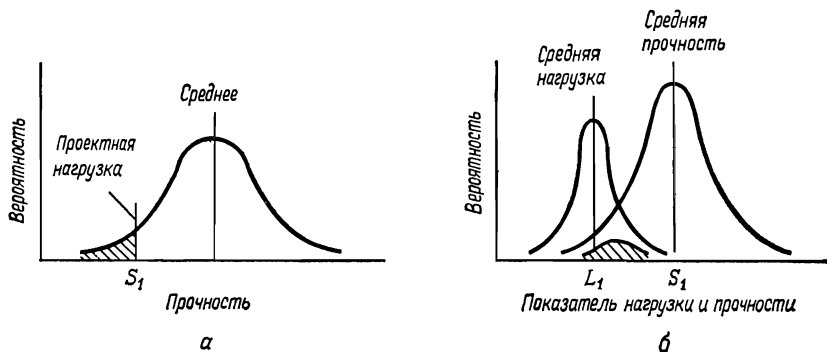 Вероятность
Проектная
нагрузка
Среднее
S1
Прочность
а
Вероятность
Средняя
нагрузка
Средняя
прочность
L1
S1
Показатель нагрузки и прочности
б